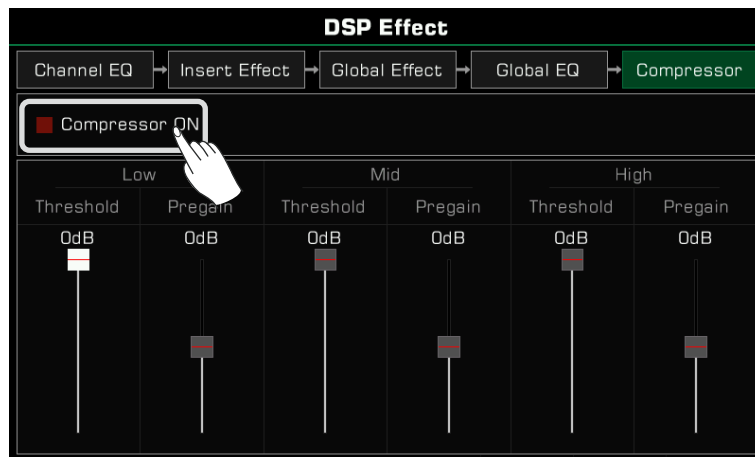 DSP Effect
Channel EQ Insert Effect Global Effect Global EQ Compressor
Compressor ON
Low Mid High
Threshold Pregain Threshold Pregain Threshold Pregain
0dB 0dB 0dB 0dB 0dB 0dB